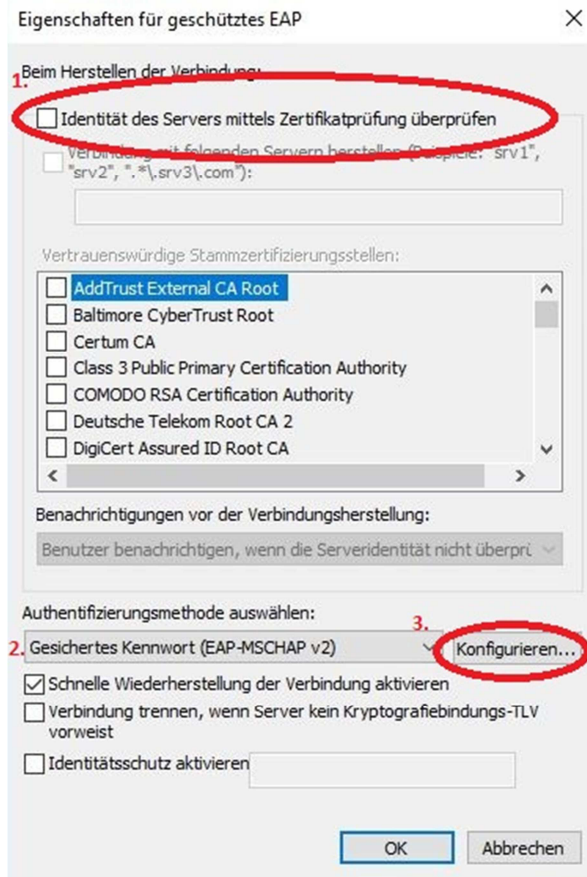 Eigenschaften für geschütztes EAP
Beim Herstellen der Verbindung:
1.
Identität des Servers mittels Zertifikatprüfung überprüfen
Verbindung mit folgenden Servern herstellen (Beispiele: "srv1",
"srv2", ".*\.srv3\.com"):
Vertrauenswürdige Stammzertifizierungsstellen:
AddTrust External CA Root
Baltimore CyberTrust Root
Certum CA
Class 3 Public Primary Certification Authority
COMODO RSA Certification Authority
Deutsche Telekom Root CA 2
DigiCert Assured ID Root CA
Benachrichtigungen vor der Verbindungsherstellung:
Benutzer benachrichtigen, wenn die Serveridentität nicht überprü
Authentifizierungsmethode auswählen:
3.
2. Gesichertes Kennwort (EAP-MSCHAP v2) Konfigurieren...
Schnelle Wiederherstellung der Verbindung aktivieren
Verbindung trennen, wenn Server kein Kryptografiebindungs-TLV
vorweist
Identitätsschutz aktivieren
OK Abbrechen